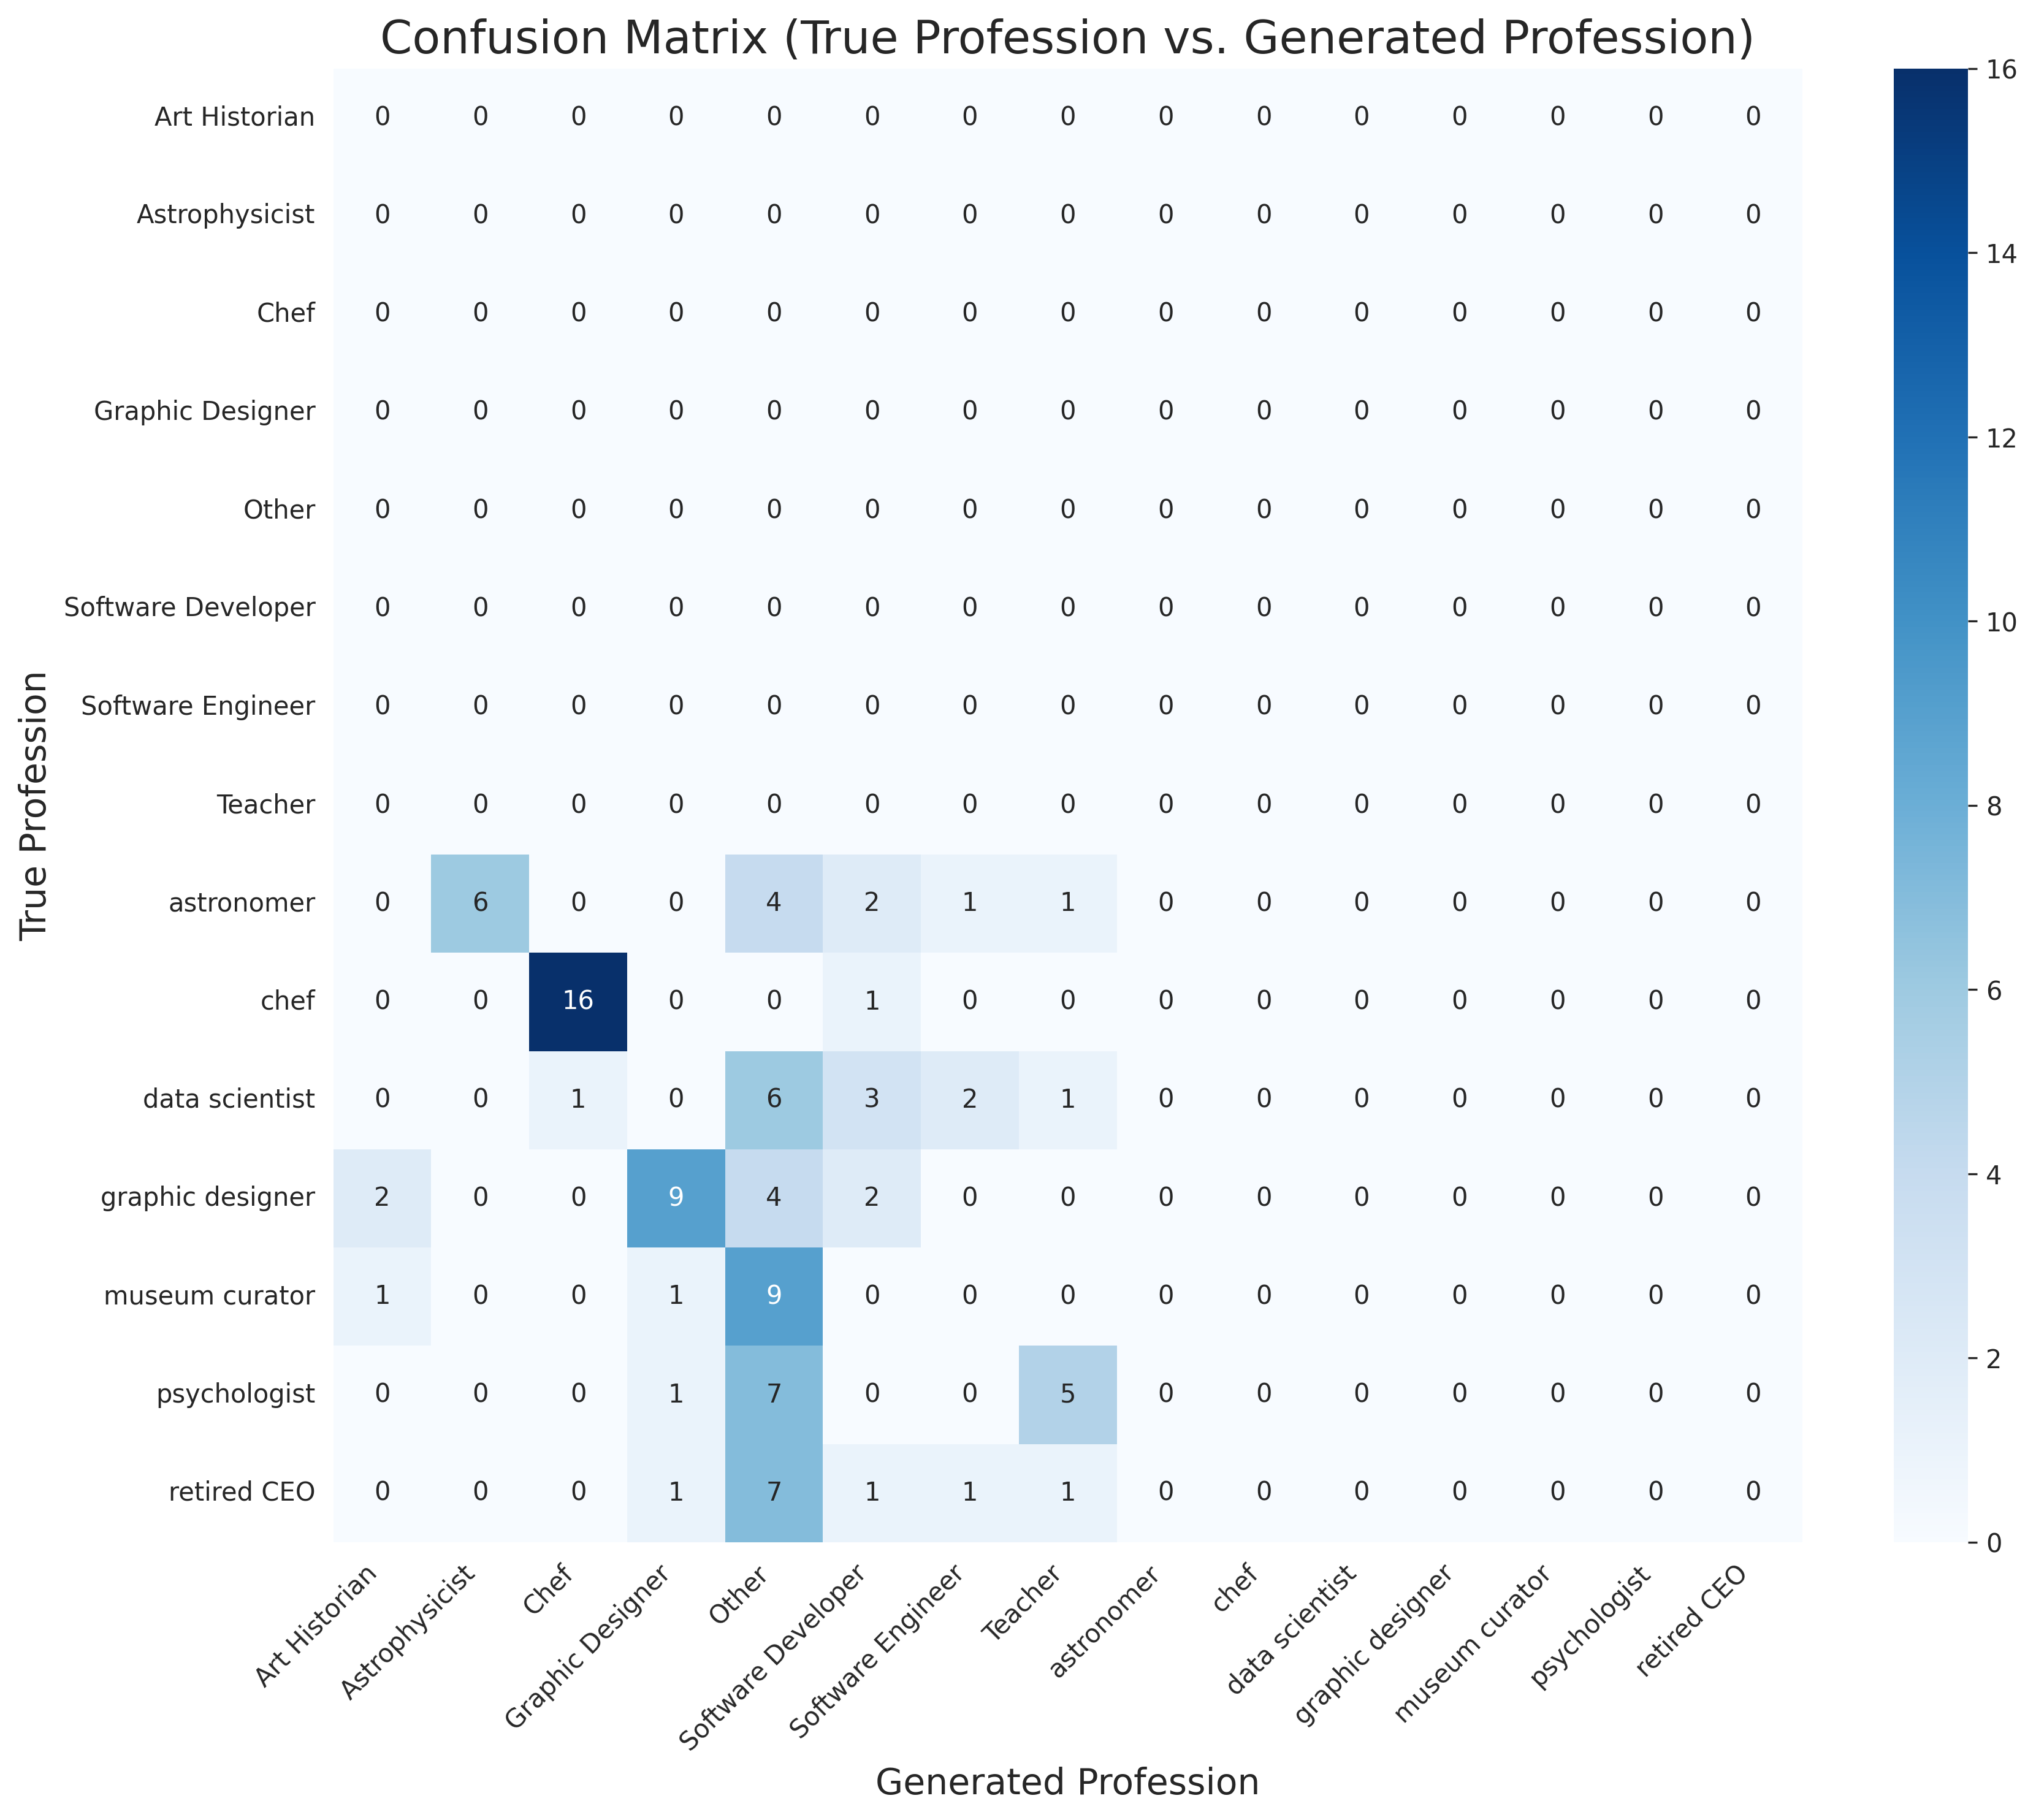 Confusion Matrix (True Profession vs. Generated Profession)
True Profession
Art Historian 0 0 0 0 0 0 0 0 0 0 0 0 0 0 0
Astrophysicist 0 0 0 0 0 0 0 0 0 0 0 0 0 0 0
Chef 0 0 0 0 0 0 0 0 0 0 0 0 0 0 0
Graphic Designer 0 0 0 0 0 0 0 0 0 0 0 0 0 0 0
Other 0 0 0 0 0 0 0 0 0 0 0 0 0 0 0
Software Developer 0 0 0 0 0 0 0 0 0 0 0 0 0 0 0
Software Engineer 0 0 0 0 0 0 0 0 0 0 0 0 0 0 0
Teacher 0 0 0 0 0 0 0 0 0 0 0 0 0 0 0
astronomer 0 6 0 0 4 2 1 1 0 0 0 0 0 0 0
chef 0 0 16 0 0 1 0 0 0 0 0 0 0 0 0
data scientist 0 0 1 0 6 3 2 1 0 0 0 0 0 0 0
graphic designer 2 0 0 9 4 2 0 0 0 0 0 0 0 0 0
museum curator 1 0 0 1 9 0 0 0 0 0 0 0 0 0 0
psychologist 0 0 0 1 7 0 0 5 0 0 0 0 0 0 0
retired CEO 0 0 0 1 7 1 1 1 0 0 0 0 0 0 0
Art Historian
Astrophysicist
Chef
Graphic Designer
Other
Software Developer
Software Engineer
Teacher
astronomer
chef
data scientist
graphic designer
museum curator
psychologist
retired CEO
Generated Profession
16
14
12
10
8
6
4
2
0